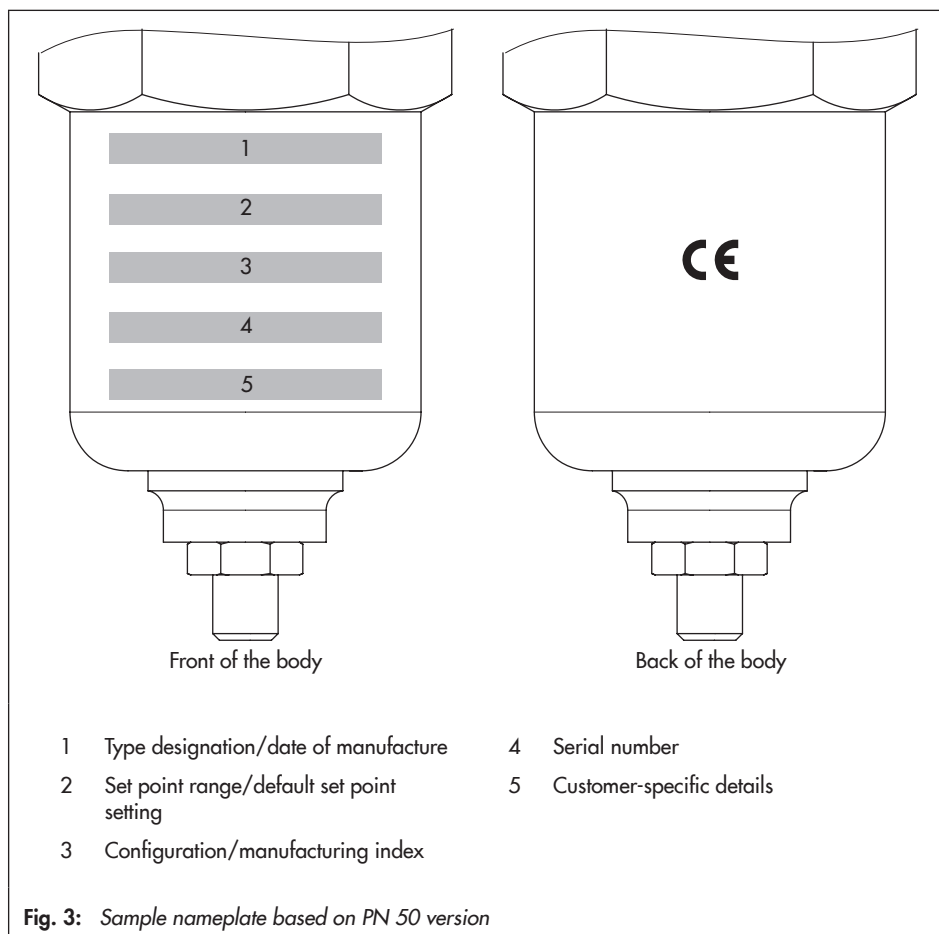 1
2
3
4
5
CE
Front of the body
Back of the body
1 Type designation/date of manufacture
2 Set point range/default set point
setting
3 Configuration/manufacturing index
4 Serial number
5 Customer-specific details
Fig. 3: Sample nameplate based on PN 50 version